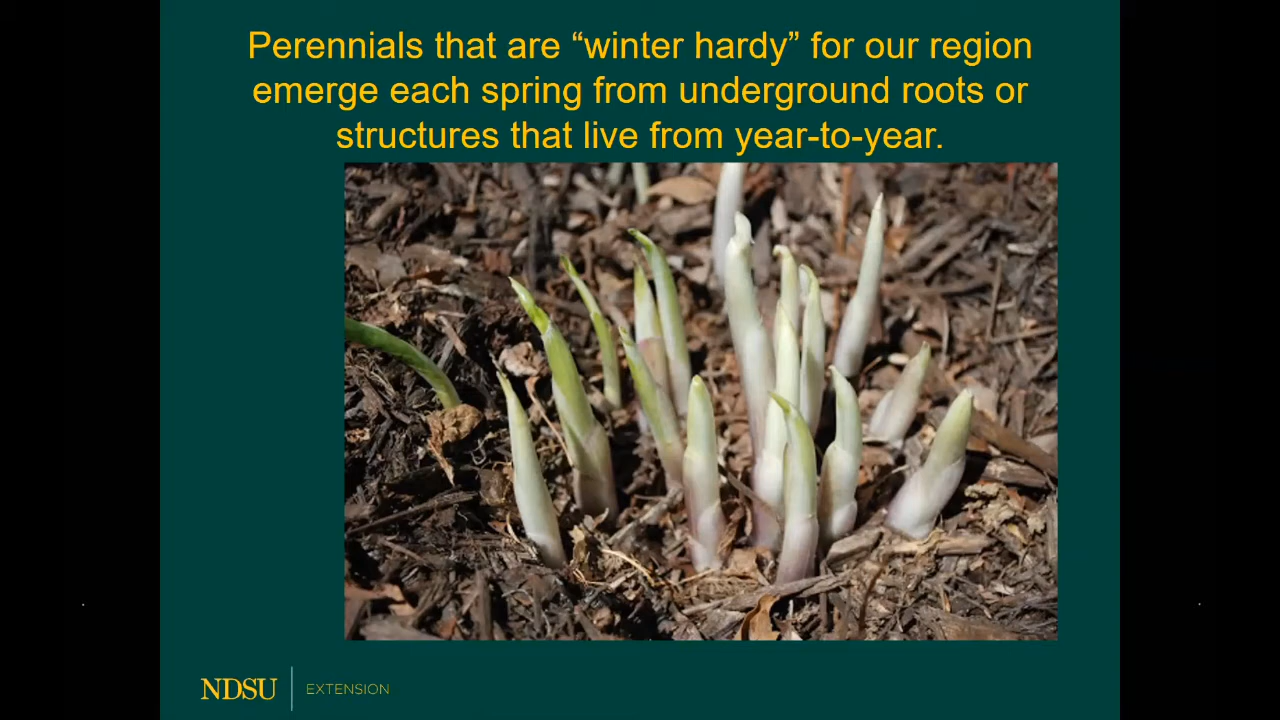 Perennials that are “winter hardy” for our region
emerge each spring from underground roots or
structures that live from year-to-year.
NDSU
EXTENSION